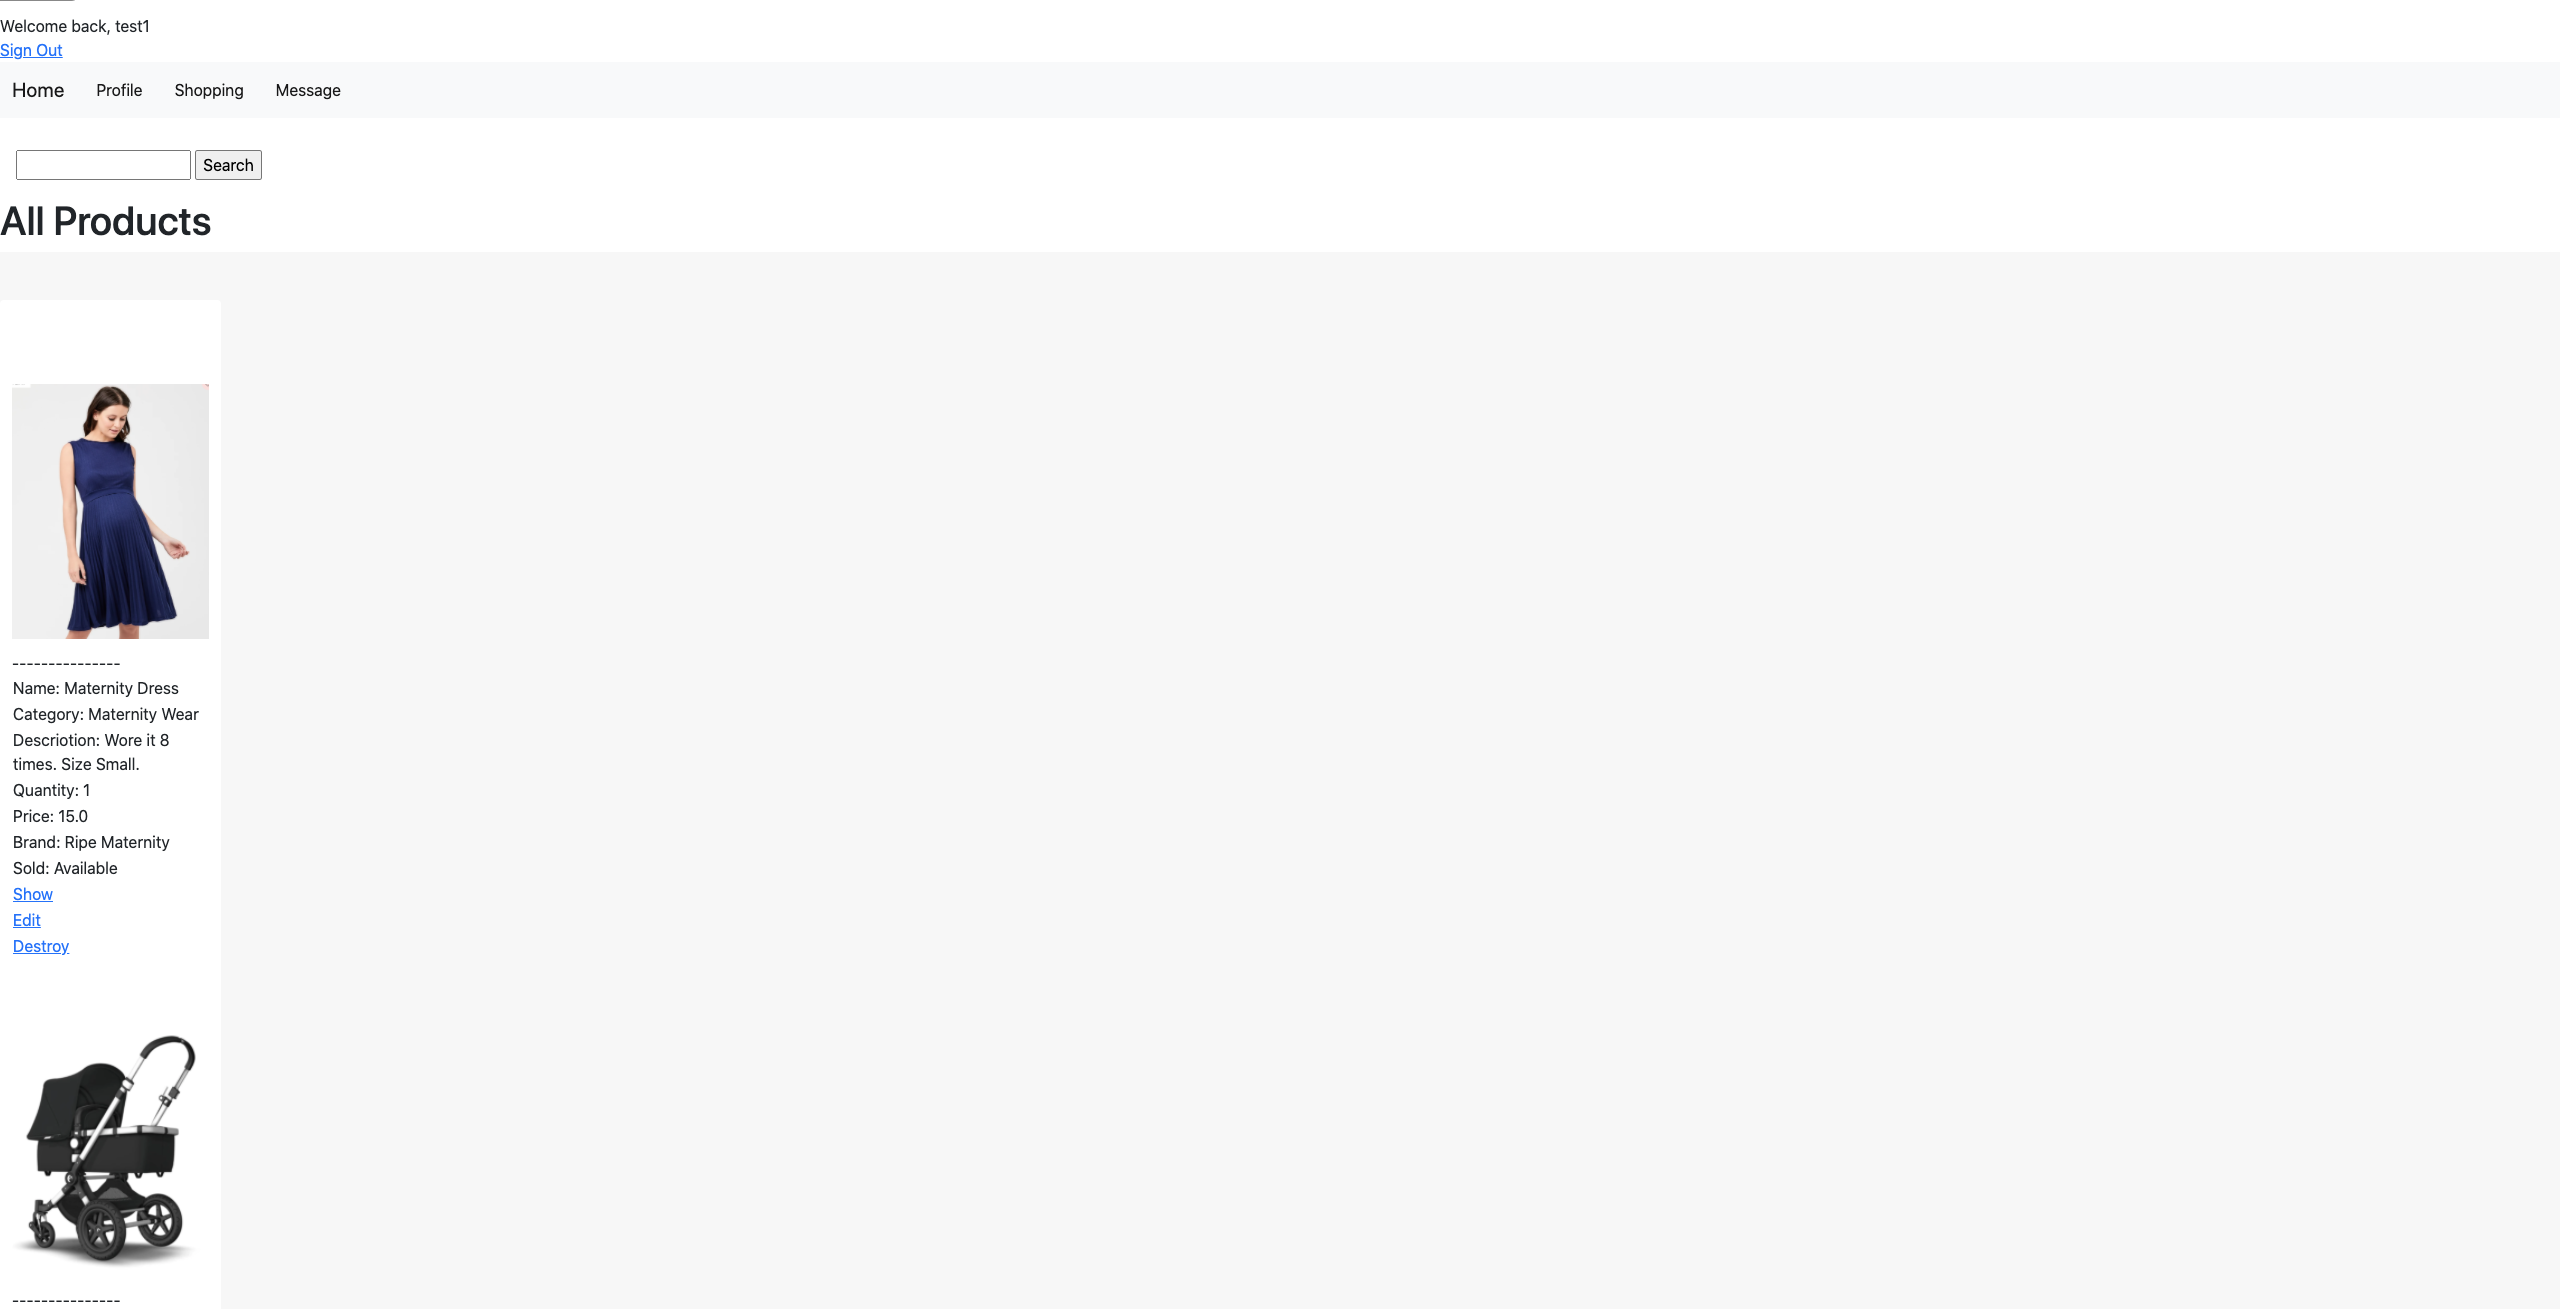 Welcome back, test1
Sign Out
Home Profile Shopping Message
Search
All Products
---------------
Name: Maternity Dress
Category: Maternity Wear
Descriotion: Wore it 8
times. Size Small.
Quantity: 1
Price: 15.0
Brand: Ripe Maternity
Sold: Available
Show
Edit
Destroy
---------------